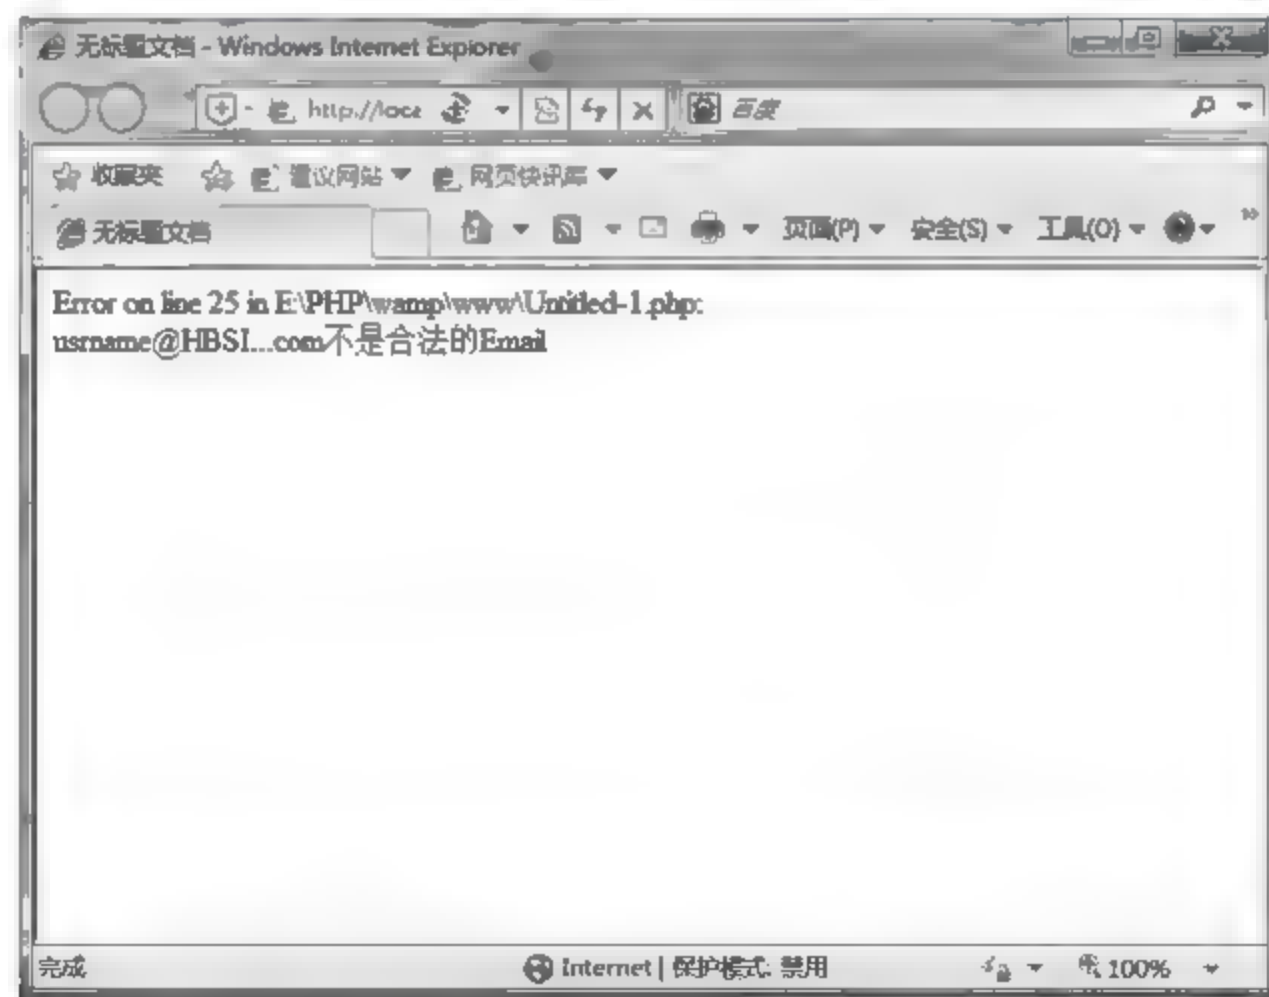 无标题文档 - Windows Internet Explorer
http://loca 百度
收藏夹 建议网站 网页快讯库
无标题文档 页面(P) 安全(S) 工具(O)
Error on line 25 in E:\PHP\wamp\www\Untitled-1.php:
usrname@HBSI...com不是合法的Email
完成 Internet | 保护模式: 禁用 100%